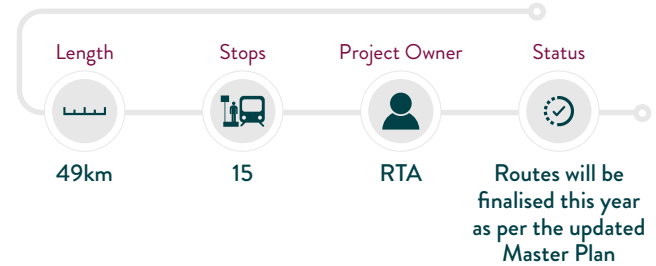 Length
Stops
Project Owner
Status
49km
15
RTA
Routes will be
finalised this year
as per the updated
Master Plan